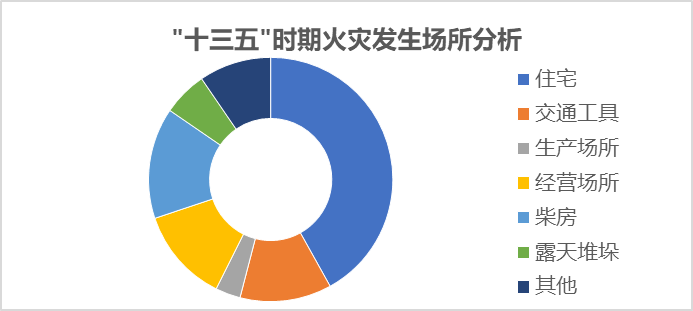 "十三五"时期火灾发生场所分析
住宅
交通工具
生产场所
经营场所
柴房
露天堆垛
其他